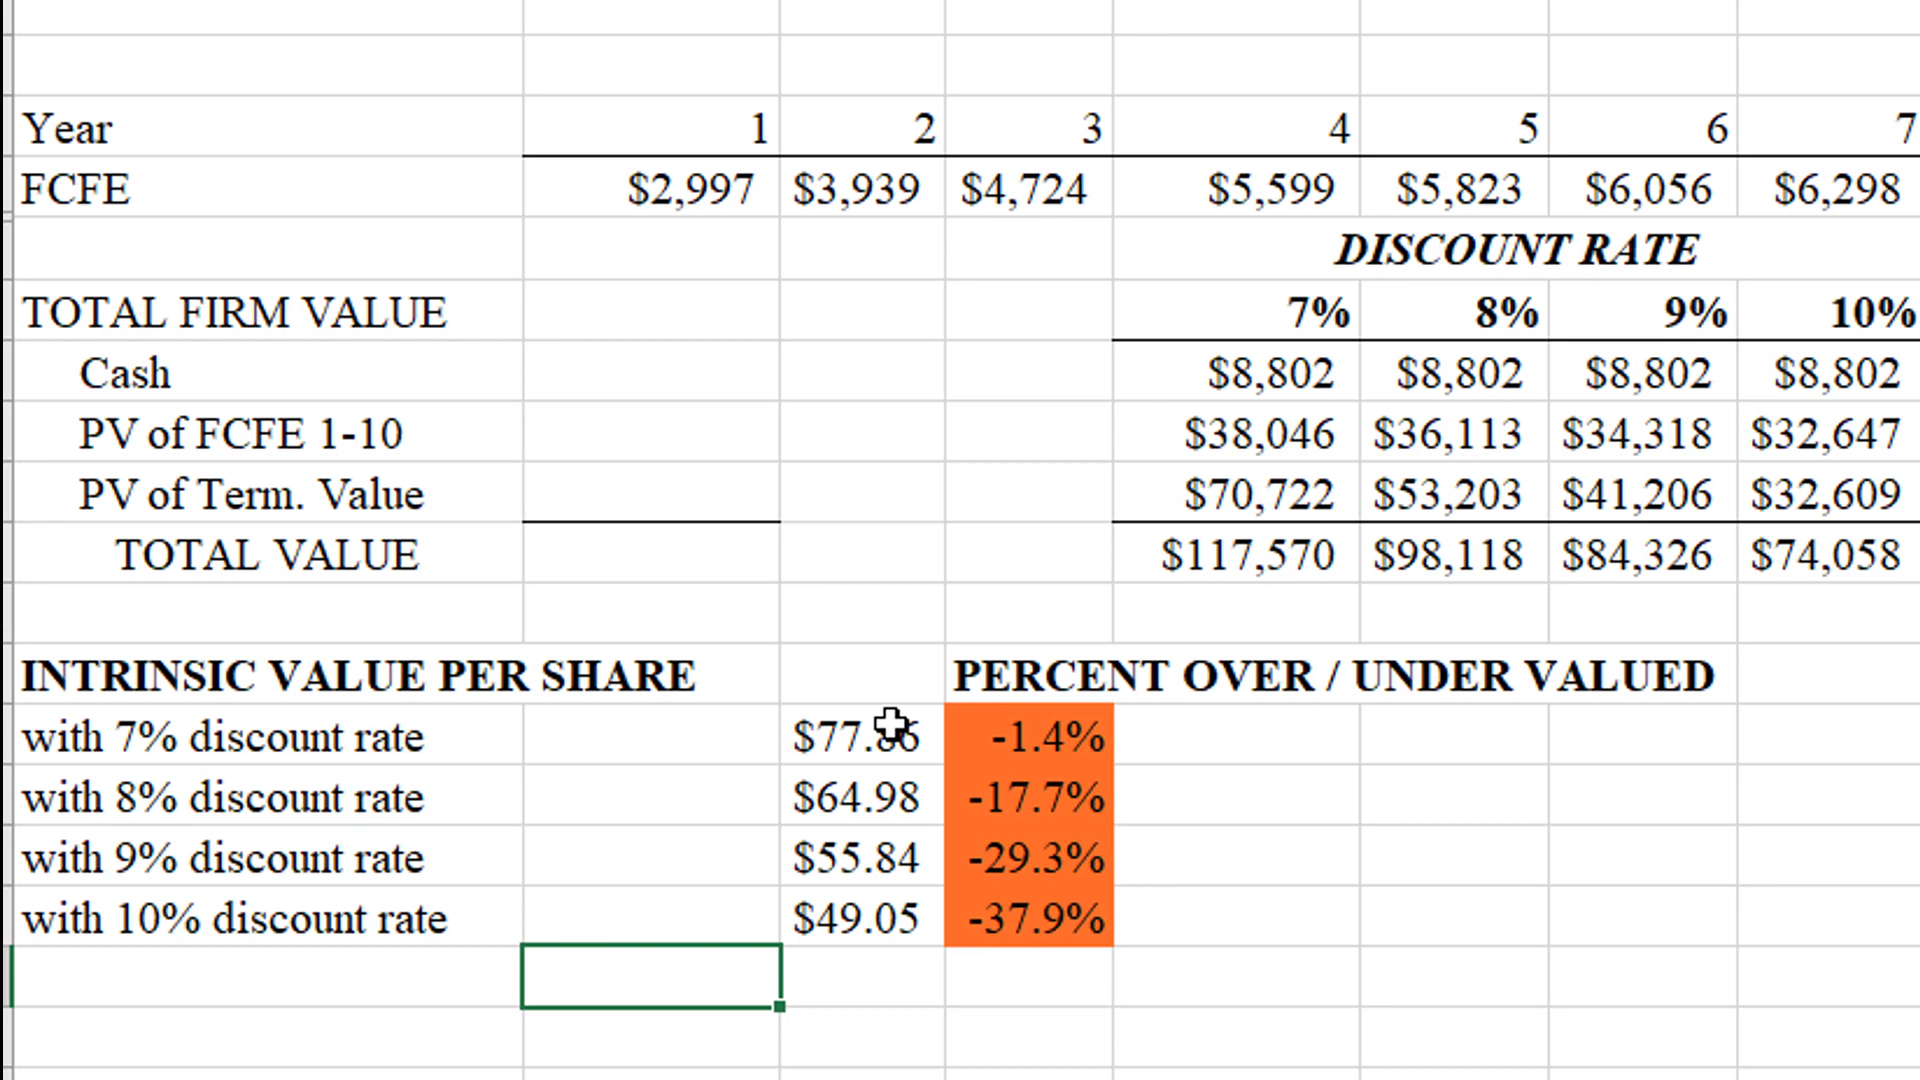 Year 1 2 3 4 5 6 7
FCFE $2,997 $3,939 $4,724 $5,599 $5,823 $6,056 $6,298
DISCOUNT RATE
TOTAL FIRM VALUE 7% 8% 9% 10%
Cash $8,802 $8,802 $8,802 $8,802
PV of FCFE 1-10 $38,046 $36,113 $34,318 $32,647
PV of Term. Value $70,722 $53,203 $41,206 $32,609
TOTAL VALUE $117,570 $98,118 $84,326 $74,058
INTRINSIC VALUE PER SHARE PERCENT OVER / UNDER VALUED
with 7% discount rate $77.86 -1.4%
with 8% discount rate $64.98 -17.7%
with 9% discount rate $55.84 -29.3%
with 10% discount rate $49.05 -37.9%